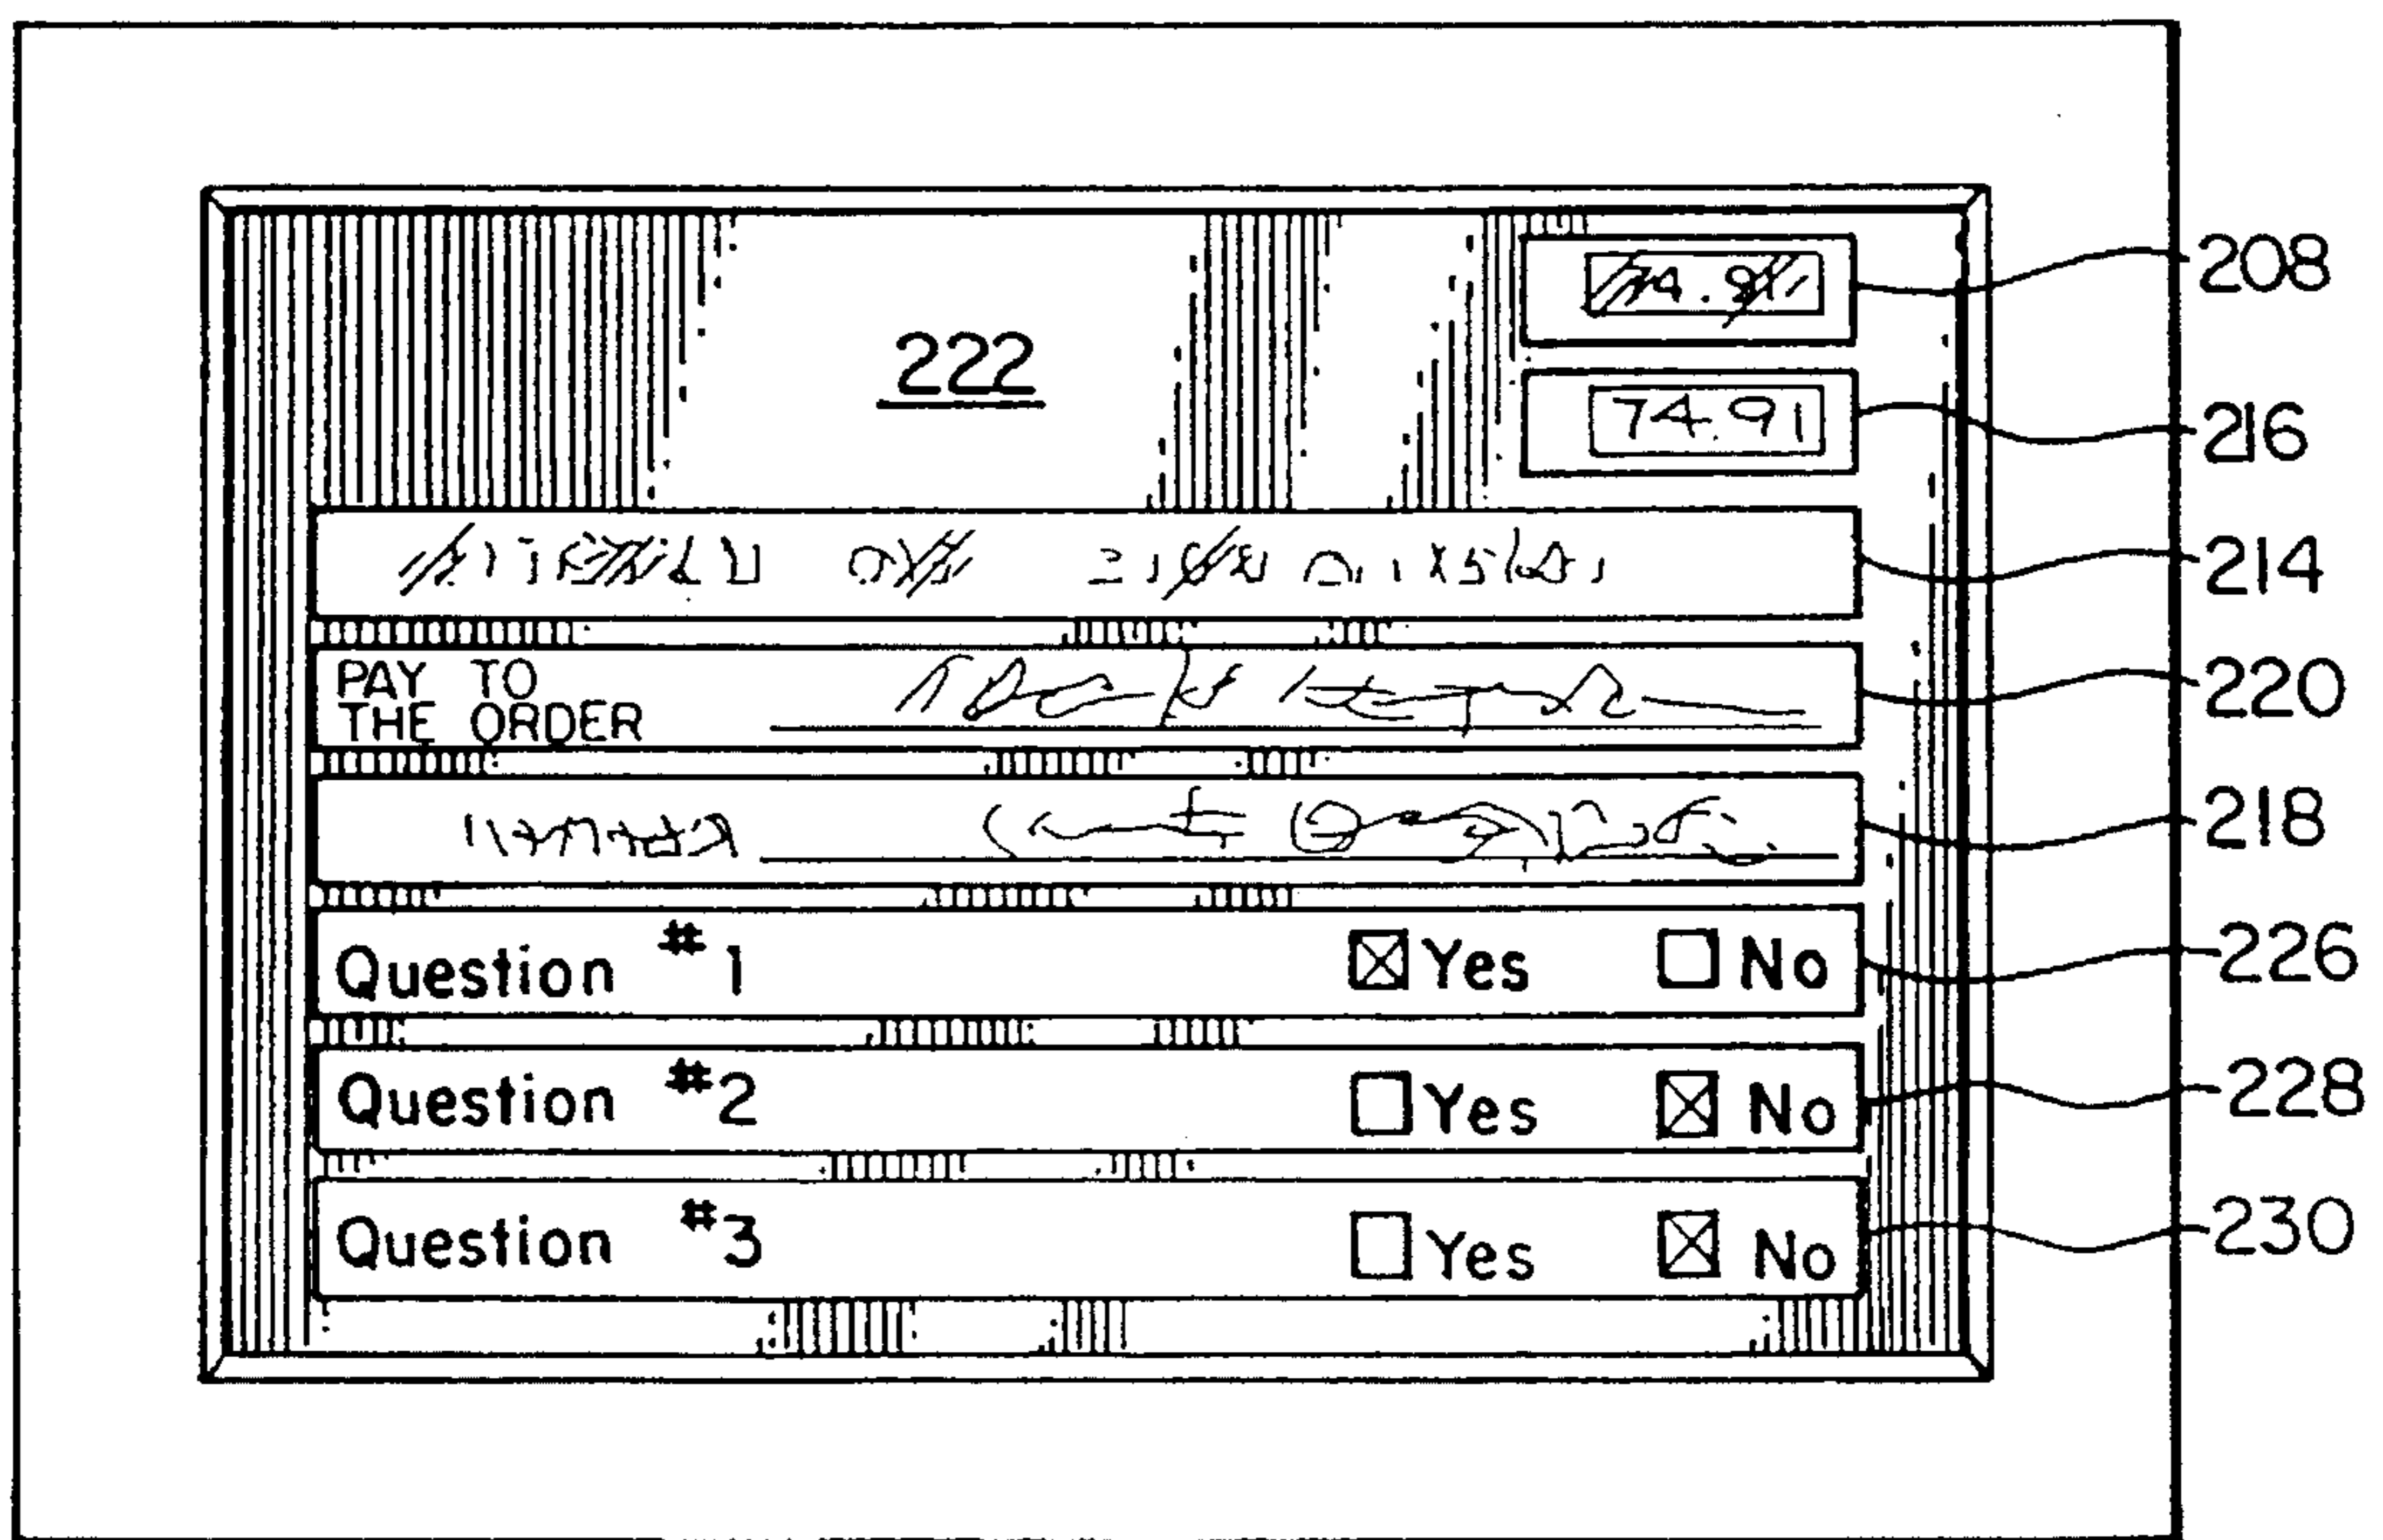 208
222
74.91
216
214
PAY TO
THE ORDER
220
218
Question #1 Yes No 226
Question #2 Yes No 228
Question #3 Yes No 230